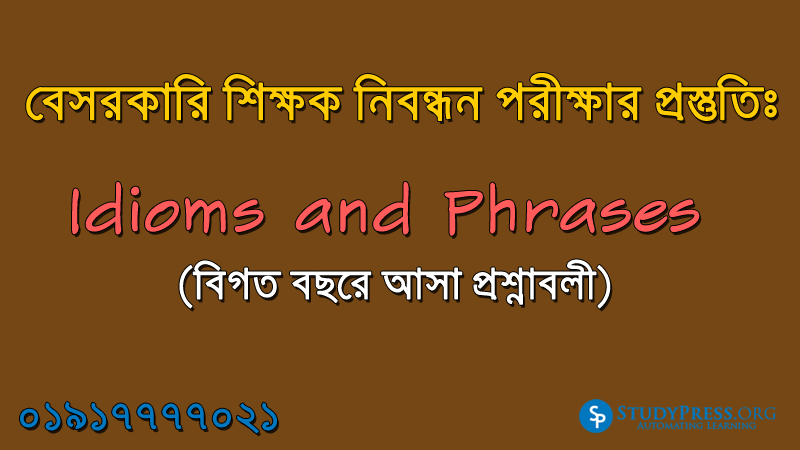 বেসরকারি শিক্ষক নিবন্ধন পরীক্ষার প্রস্তুতিঃ
Idioms and Phrases
(বিগত বছরে আসা প্রশ্নাবলী)
০১৯১৭৭৭৭০২১
SP STUDYPRESS.ORG
AUTOMATING LEARNING